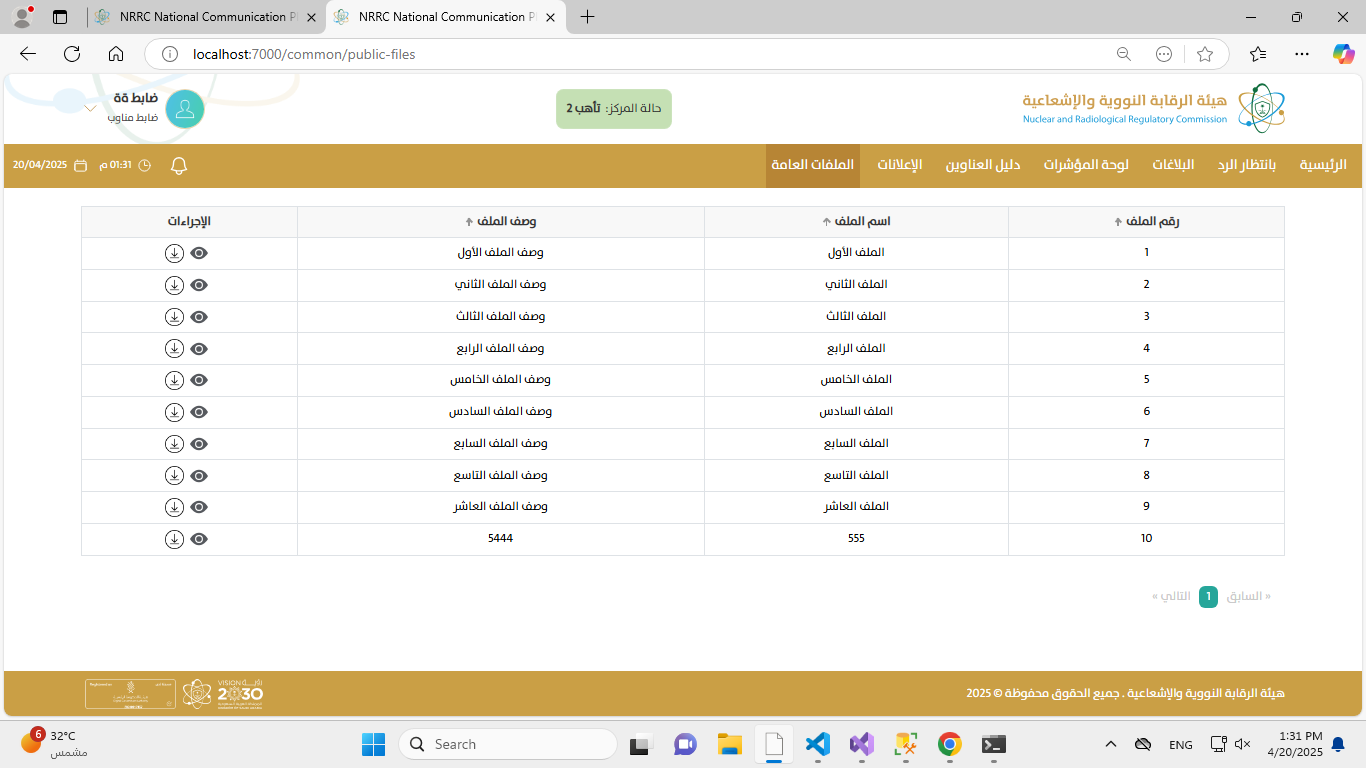 NRRC National Communication Pl
NRRC National Communication Pl
localhost:7000/common/public-files
هيئة الرقابة النووية والإشعاعية
Nuclear and Radiological Regulatory Commission
حالة المركز: تأهب 2
ضابط ةة
ضابط مناوب
الرئيسية بانتظار الرد البلاغات لوحة المؤشرات دليل العناوين الإعلانات الملفات العامة 01:31 م 20/04/2025
رقم الملف اسم الملف وصف الملف الإجراءات
1 الملف الأول وصف الملف الأول
2 الملف الثاني وصف الملف الثاني
3 الملف الثالث وصف الملف الثالث
4 الملف الرابع وصف الملف الرابع
5 الملف الخامس وصف الملف الخامس
6 الملف السادس وصف الملف السادس
7 الملف السابع وصف الملف السابع
8 الملف التاسع وصف الملف التاسع
9 الملف العاشر وصف الملف العاشر
10 555 5444
« السابق 1 التالي »
هيئة الرقابة النووية والإشعاعية . جميع الحقوق محفوظة © 2025
VISION رؤيــة
2030
6
32°C
مشمس
Search
ENG
1:31 PM
4/20/2025